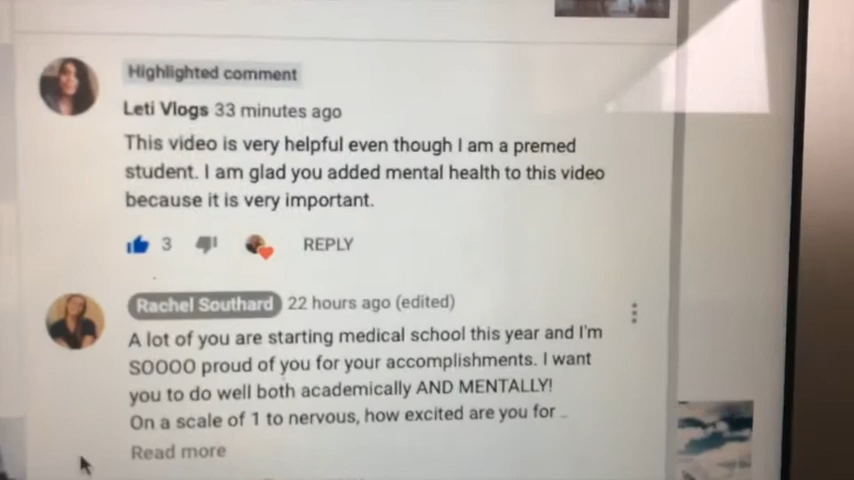 Highlighted comment
Leti Vlogs 33 minutes ago
This video is very helpful even though I am a premed
student. I am glad you added mental health to this video
because it is very important.
3 REPLY
Rachel Southard 22 hours ago (edited)
A lot of you are starting medical school this year and I'm
SOOOO proud of you for your accomplishments. I want
you to do well both academically AND MENTALLY!
On a scale of 1 to nervous, how excited are you for ..
Read more